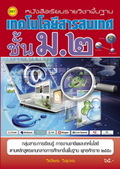 หนังสือเรียนรายวิชาพื้นฐาน
เทคโนโลยีสารสนเทศ
ชั้น ม.๒
กลุ่มสาระการเรียนรู้ การงานอาชีพและเทคโนโลยี
ตามหลักสูตรแกนกลางการศึกษาขั้นพื้นฐาน พุทธศักราช ๒๕๕๑